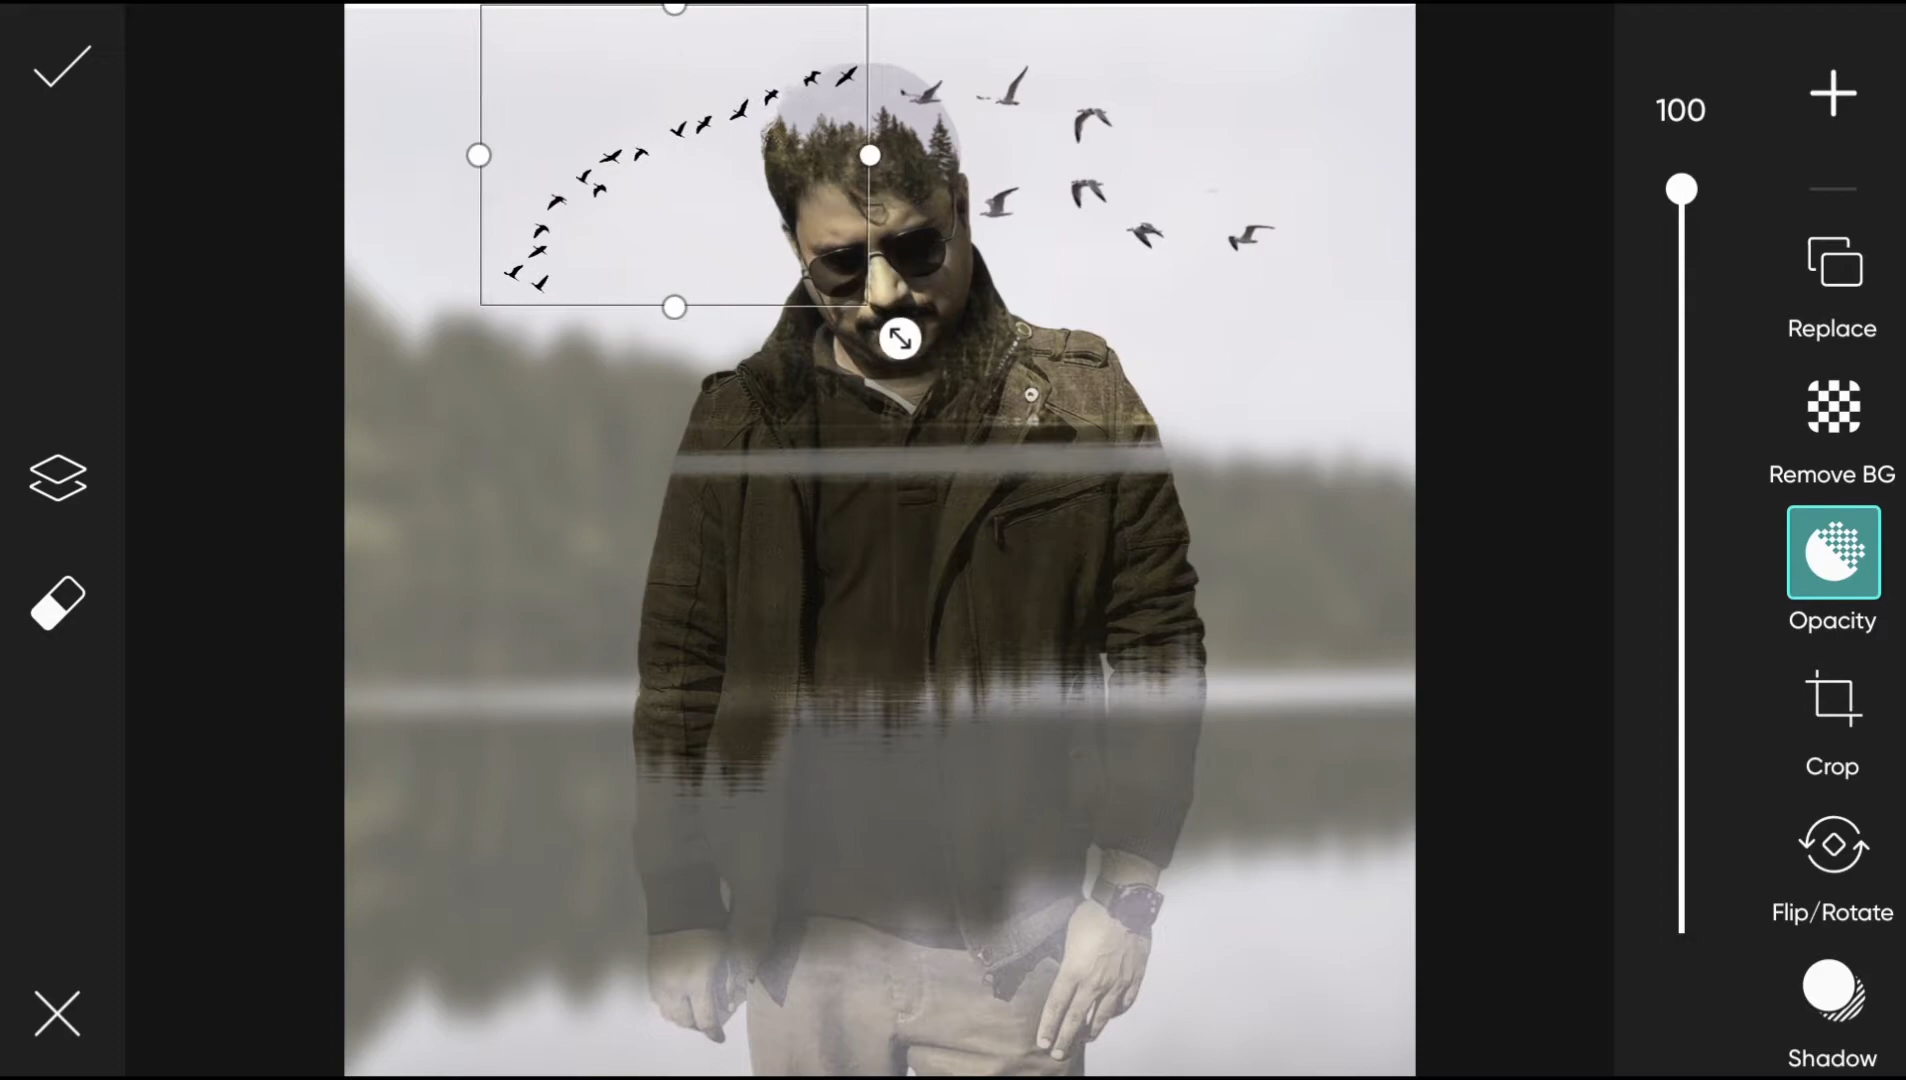 100
Replace
Remove BG
Opacity
Crop
Flip/Rotate
Shadow